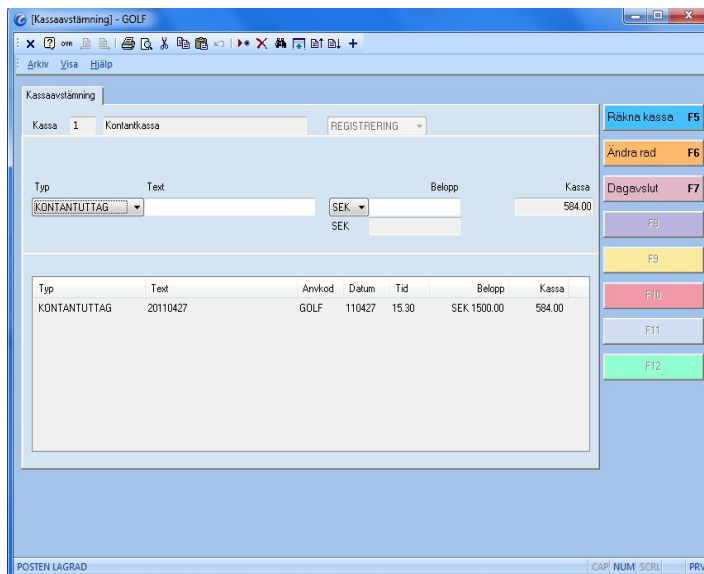 [Kassaavstämning] - GOLF
OVR
Arkiv Visa Hjälp
Kassaavstämning
Kassa 1 Kontantkassa REGISTRERING
Räkna kassa F5
Ändra rad F6
Dagavslut F7
F8
F9
F10
F11
F12
Typ Text Belopp Kassa
KONTANTUTTAG SEK 584.00
SEK
Typ Text Anvkod Datum Tid Belopp Kassa
KONTANTUTTAG 20110427 GOLF 110427 15.30 SEK 1500.00 584.00
POSTEN LAGRAD CAP NUM SCRL PRV